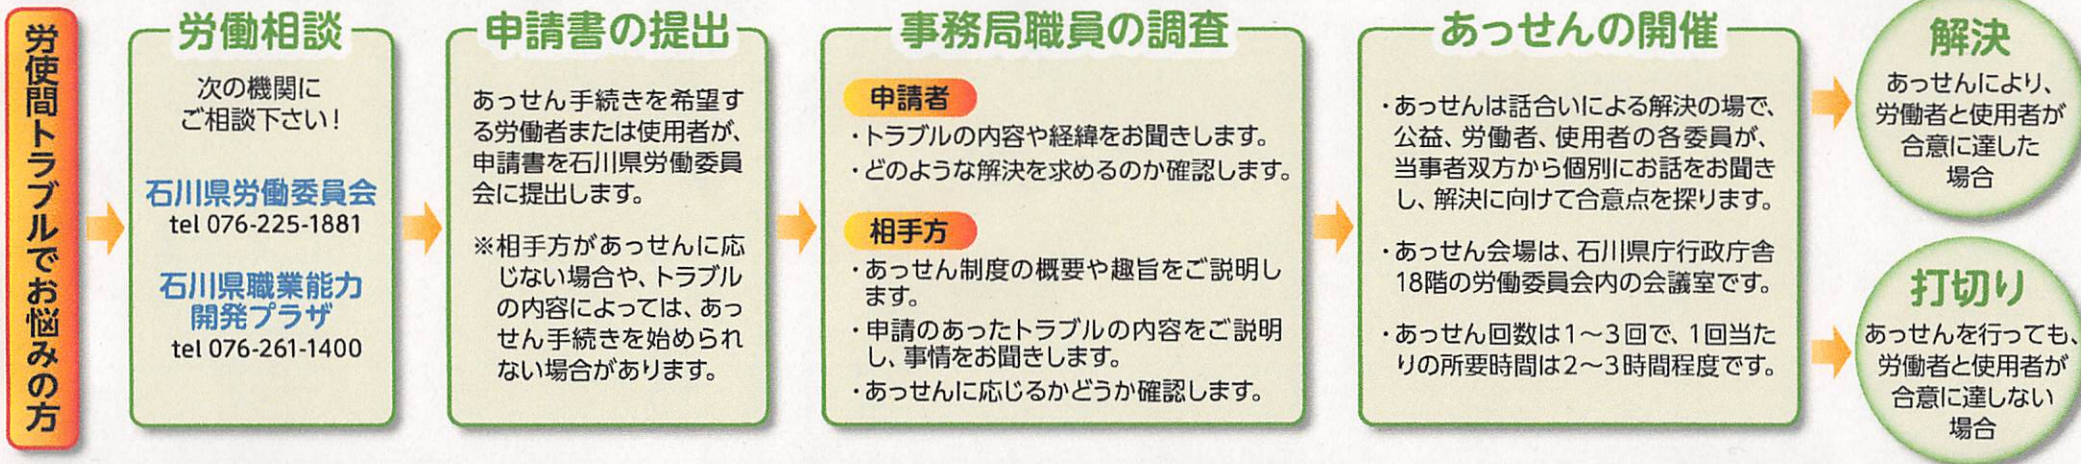 労使間トラブルでお悩みの方
労働相談
次の機関に
ご相談下さい!
石川県労働委員会
tel 076-225-1881
石川県職業能力
開発プラザ
tel 076-261-1400
申請書の提出
あっせん手続きを希望す
る労働者または使用者が、
申請書を石川県労働委員
会に提出します。
※相手方があっせんに応
じない場合や、トラブル
の内容によっては、あっ
せん手続きを始められ
ない場合があります。
事務局職員の調査
申請者
・トラブルの内容や経緯をお聞きします。
・どのような解決を求めるのか確認します。
相手方
・あっせん制度の概要や趣旨をご説明し
ます。
・申請のあったトラブルの内容をご説明
し、事情をお聞きします。
・あっせんに応じるかどうか確認します。
あっせんの開催
・あっせんは話合いによる解決の場で、
公益、労働者、使用者の各委員が、
当事者双方から個別にお話をお聞き
し、解決に向けて合意点を探ります。
・あっせん会場は、石川県庁行政庁舎
18階の労働委員会内の会議室です。
・あっせん回数は1～3回で、1回当た
りの所要時間は2～3時間程度です。
解決
あっせんにより、
労働者と使用者が
合意に達した
場合
打切り
あっせんを行っても、
労働者と使用者が
合意に達しない
場合